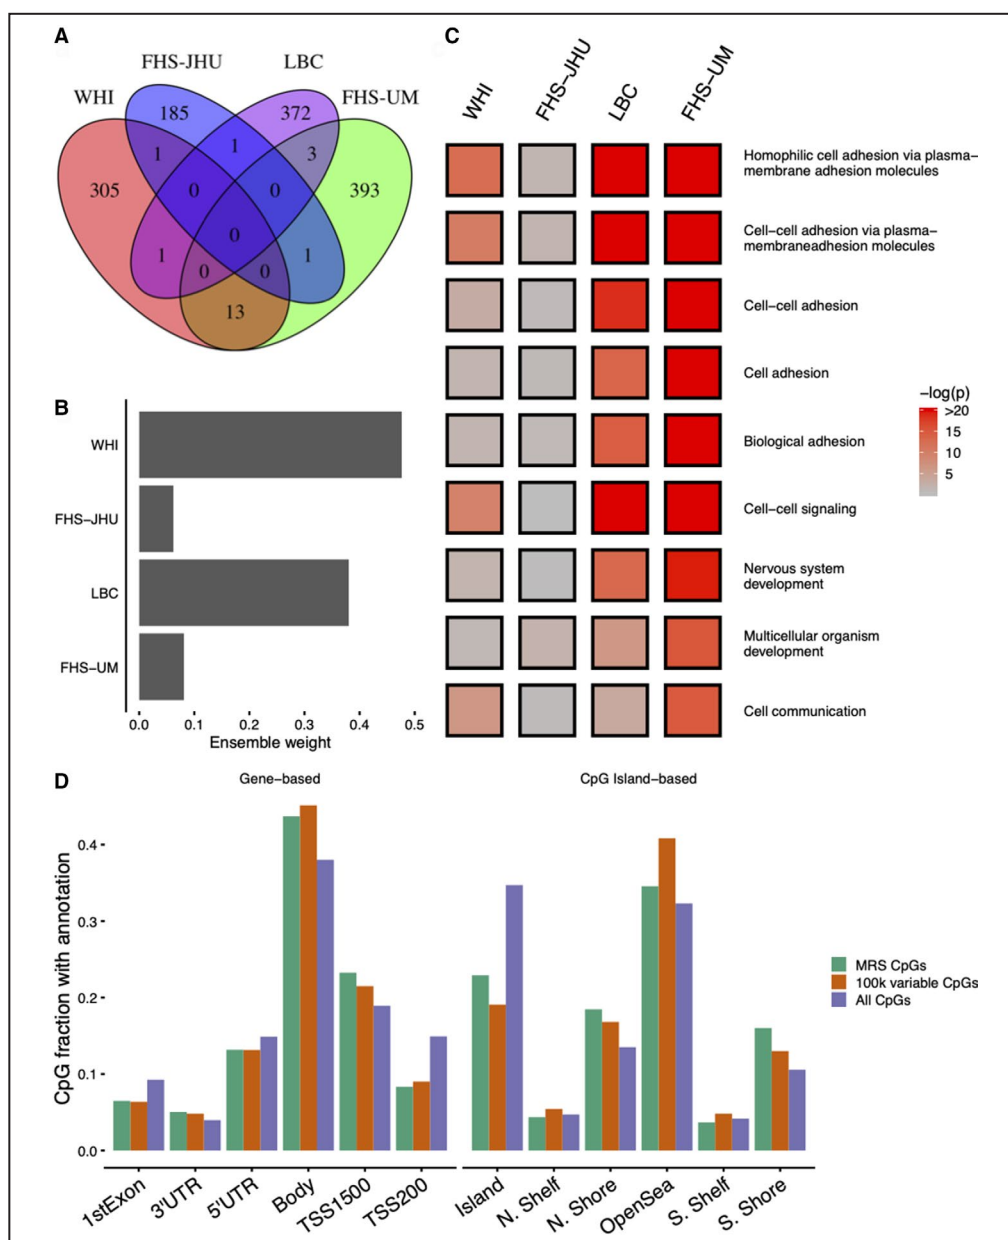 A
FHS-JHU
LBC
WHI
FHS-UM
185
372
1
1
3
305
0
0
393
0
1
0
0
1
13
B
WHI
FHS-JHU
LBC
FHS-UM
0.0
0.1
0.2
0.3
0.4
0.5
Ensemble weight
C
WHI
FHS-JHU
LBC
FHS-UM
Homophilic cell adhesion via plasma-
membrane adhesion molecules
Cell-cell adhesion via plasma-
membraneadhesion molecules
Cell-cell adhesion
Cell adhesion
Biological adhesion
Cell-cell signaling
Nervous system
development
Multicellular organism
development
Cell communication
-log(p)
>20
15
10
5
D
Gene-based
CpG Island-based
CpG fraction with annotation
0.4
0.3
0.2
0.1
0.0
1stExon
3'UTR
5'UTR
Body
TSS1500
TSS200
Island
N. Shelf
N. Shore
OpenSea
S. Shelf
S. Shore
MRS CpGs
100k variable CpGs
All CpGs